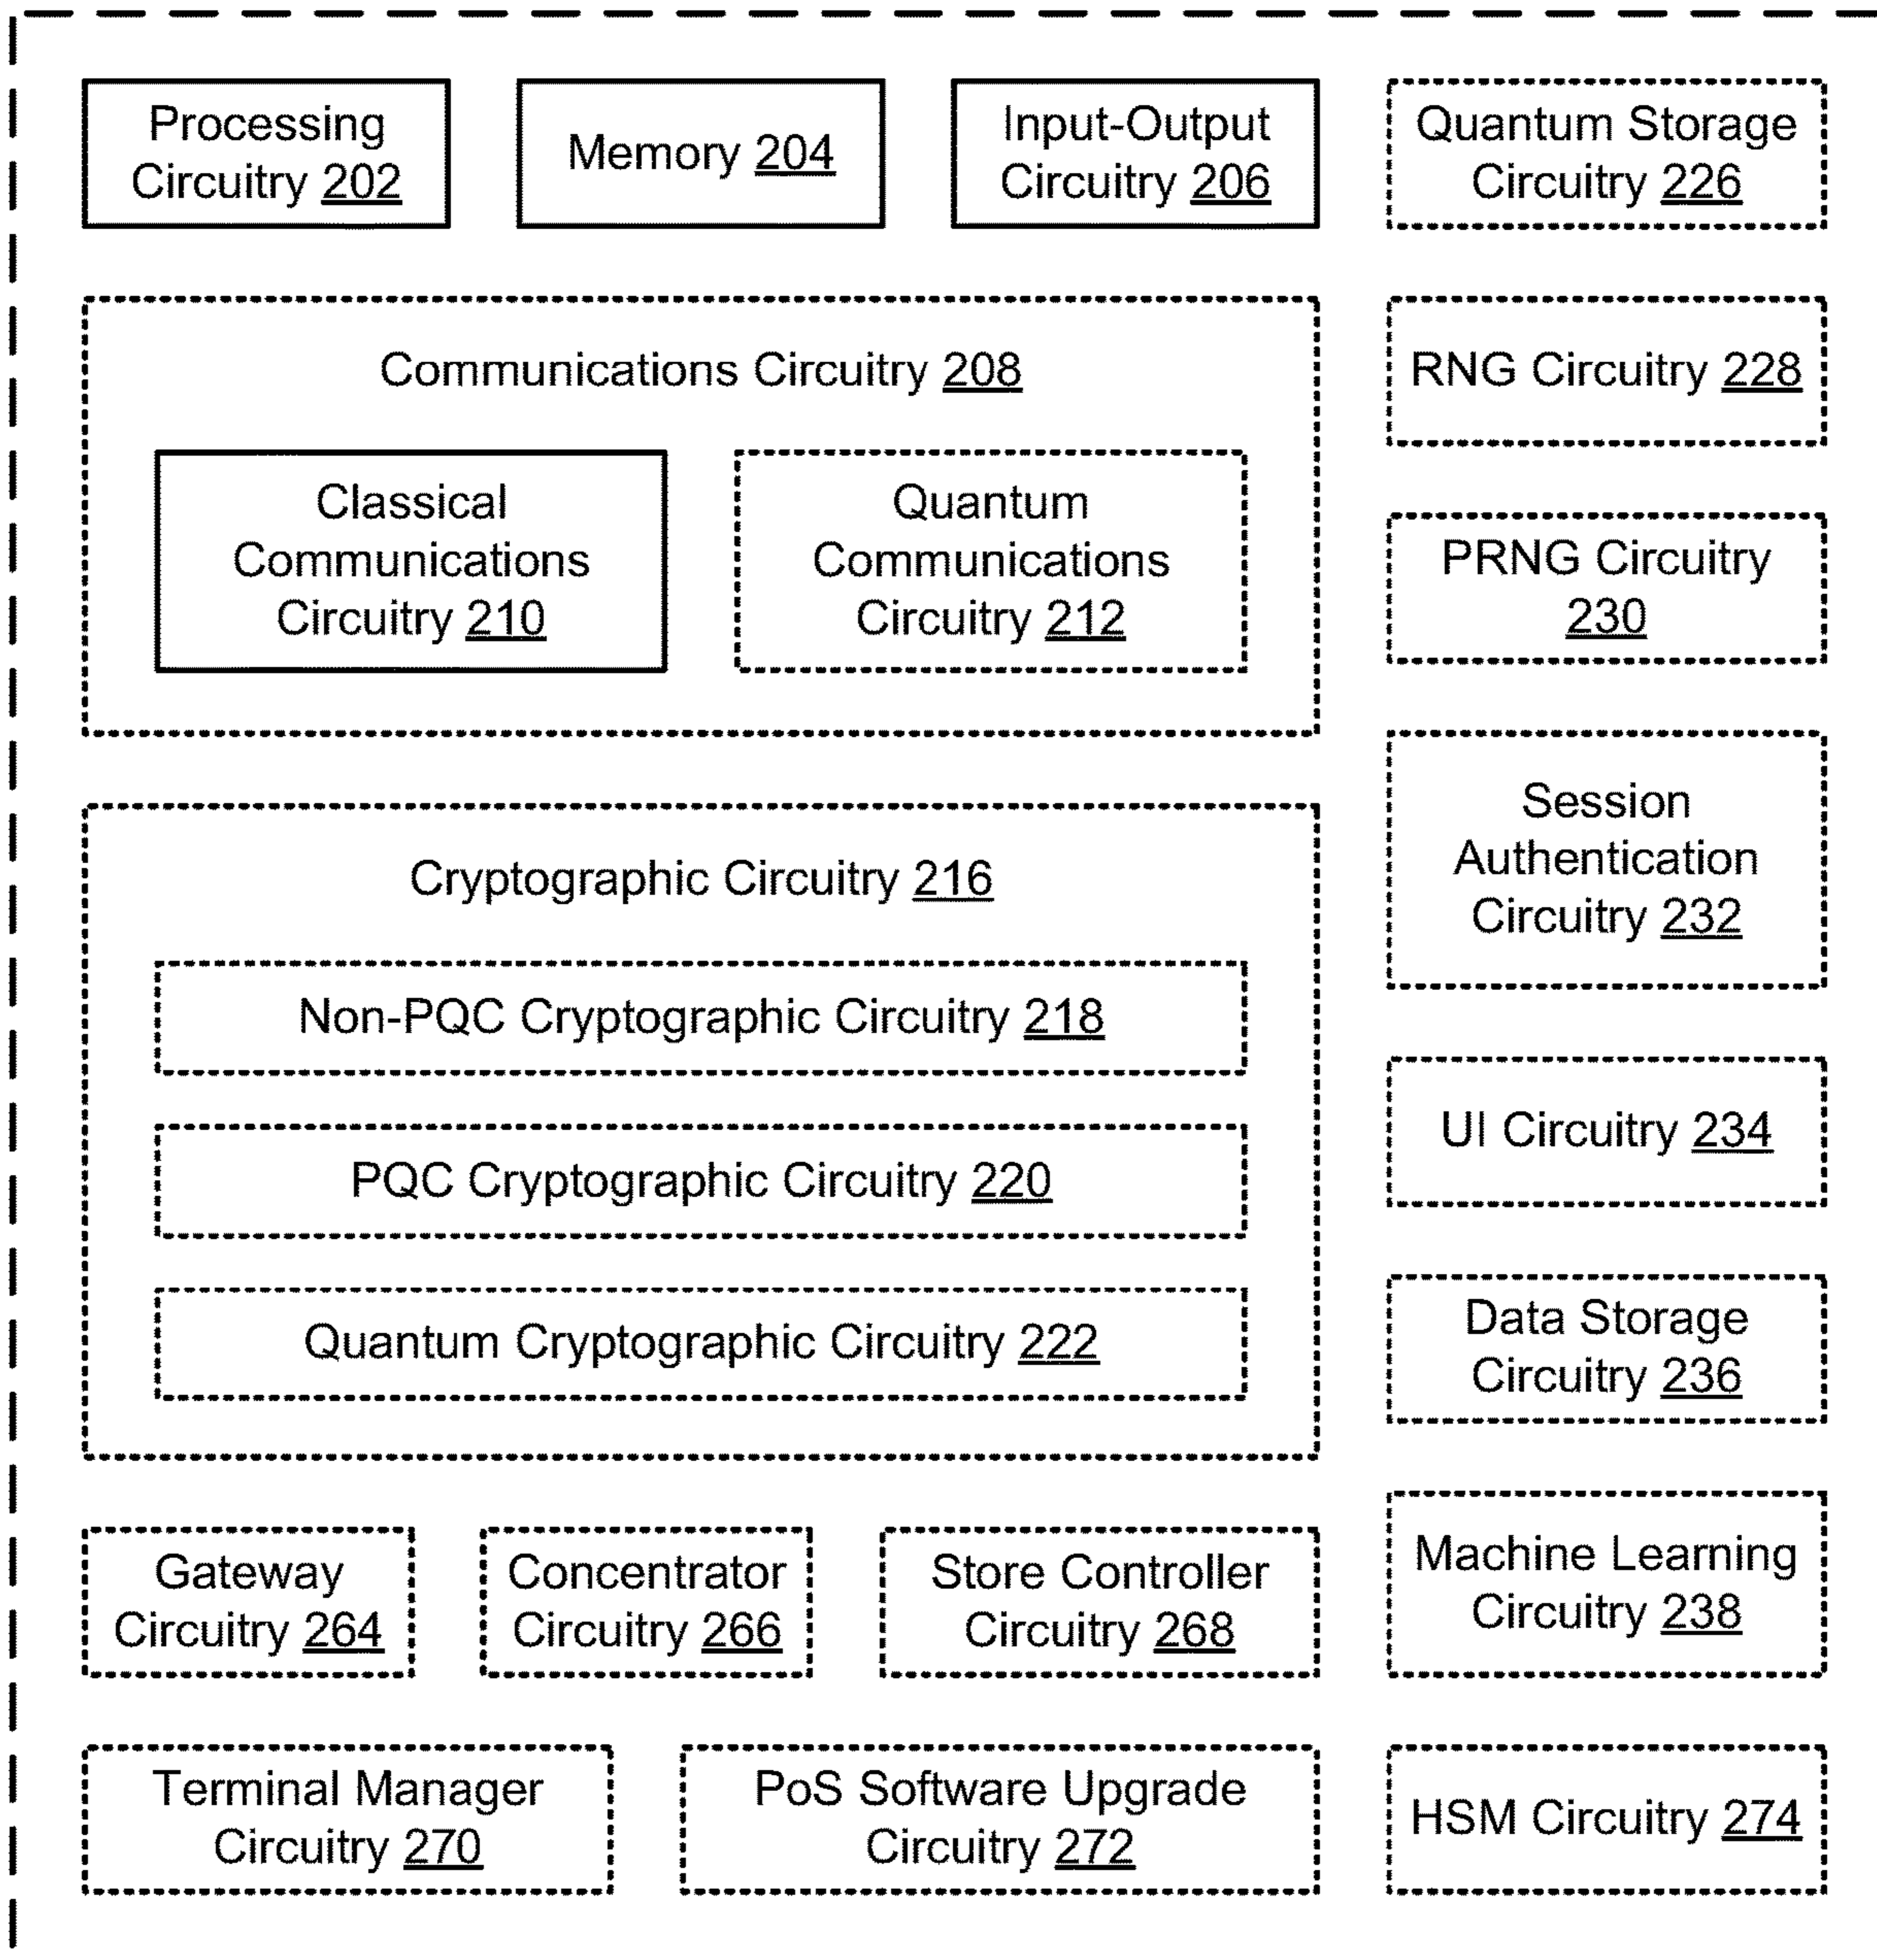 Processing
Circuitry 202
Memory 204
Input-Output
Circuitry 206
Quantum Storage
Circuitry 226
Communications Circuitry 208
Classical
Communications
Circuitry 210
Quantum
Communications
Circuitry 212
RNG Circuitry 228
PRNG Circuitry
230
Cryptographic Circuitry 216
Non-PQC Cryptographic Circuitry 218
PQC Cryptographic Circuitry 220
Quantum Cryptographic Circuitry 222
Session
Authentication
Circuitry 232
UI Circuitry 234
Data Storage
Circuitry 236
Gateway
Circuitry 264
Concentrator
Circuitry 266
Store Controller
Circuitry 268
Machine Learning
Circuitry 238
Terminal Manager
Circuitry 270
PoS Software Upgrade
Circuitry 272
HSM Circuitry 274